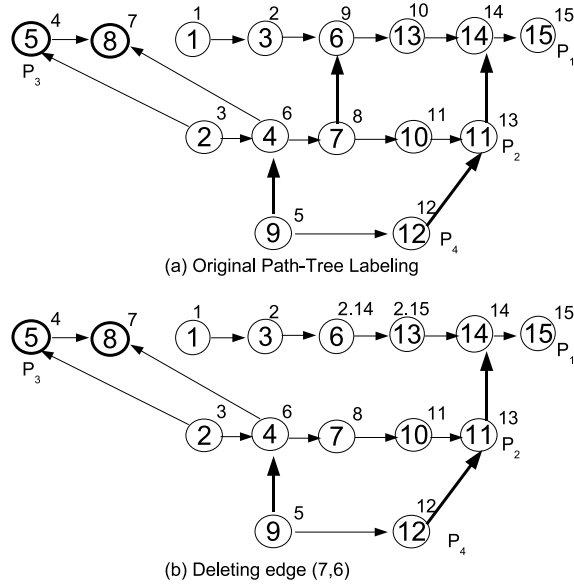 1 2 9 10 14 15
5 4 8 7 1 3 6 13 14 15
P3 P1
3 6 8 11 13
2 4 7 10 11
P2
5 12
9 12
P4
(a) Original Path-Tree Labeling
1 2 2.14 2.15 14 15
5 4 8 7 1 3 6 13 14 15
P3 P1
3 6 8 11 13
2 4 7 10 11
P2
5 12
9 12
P4
(b) Deleting edge (7,6)